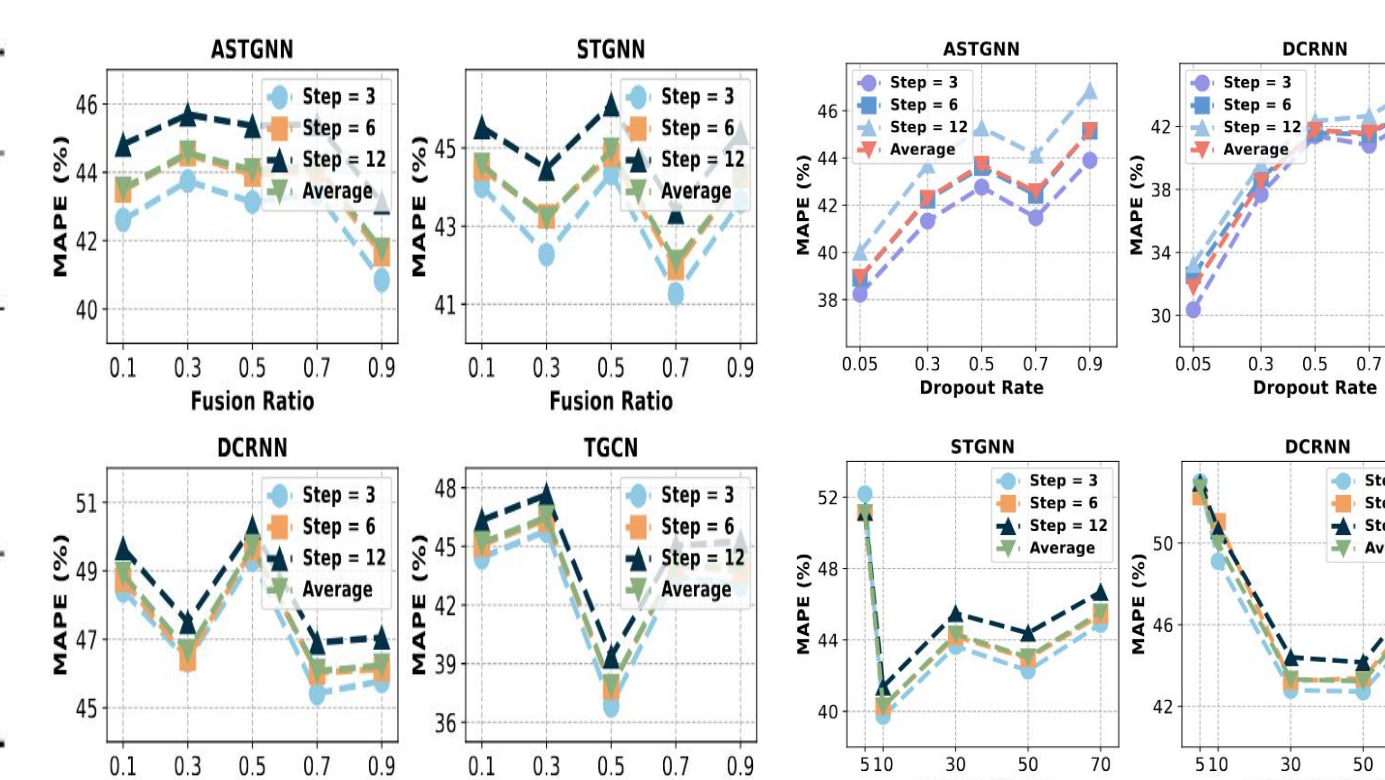 ASTGNN
MAPE (%)
46
44
42
40
Step = 3
Step = 6
Step = 12
Average
0.1 0.3 0.5 0.7 0.9
Fusion Ratio
STGNN
MAPE (%)
45
43
41
Step = 3
Step = 6
Step = 12
Average
0.1 0.3 0.5 0.7 0.9
Fusion Ratio
ASTGNN
MAPE (%)
46
44
42
40
38
Step = 3
Step = 6
Step = 12
Average
0.05 0.3 0.5 0.7 0.9
Dropout Rate
DCRNN
MAPE (%)
42
38
34
30
Step = 3
Step = 6
Step = 12
Average
0.05 0.3 0.5 0.7
Dropout Rate
DCRNN
MAPE (%)
51
49
47
45
Step = 3
Step = 6
Step = 12
Average
0.1 0.3 0.5 0.7 0.9
TGCN
MAPE (%)
48
45
42
39
36
Step = 3
Step = 6
Step = 12
Average
0.1 0.3 0.5 0.7 0.9
STGNN
MAPE (%)
52
48
44
40
Step = 3
Step = 6
Step = 12
Average
5 10 30 50 70
DCRNN
MAPE (%)
50
46
42
5 10 30 50